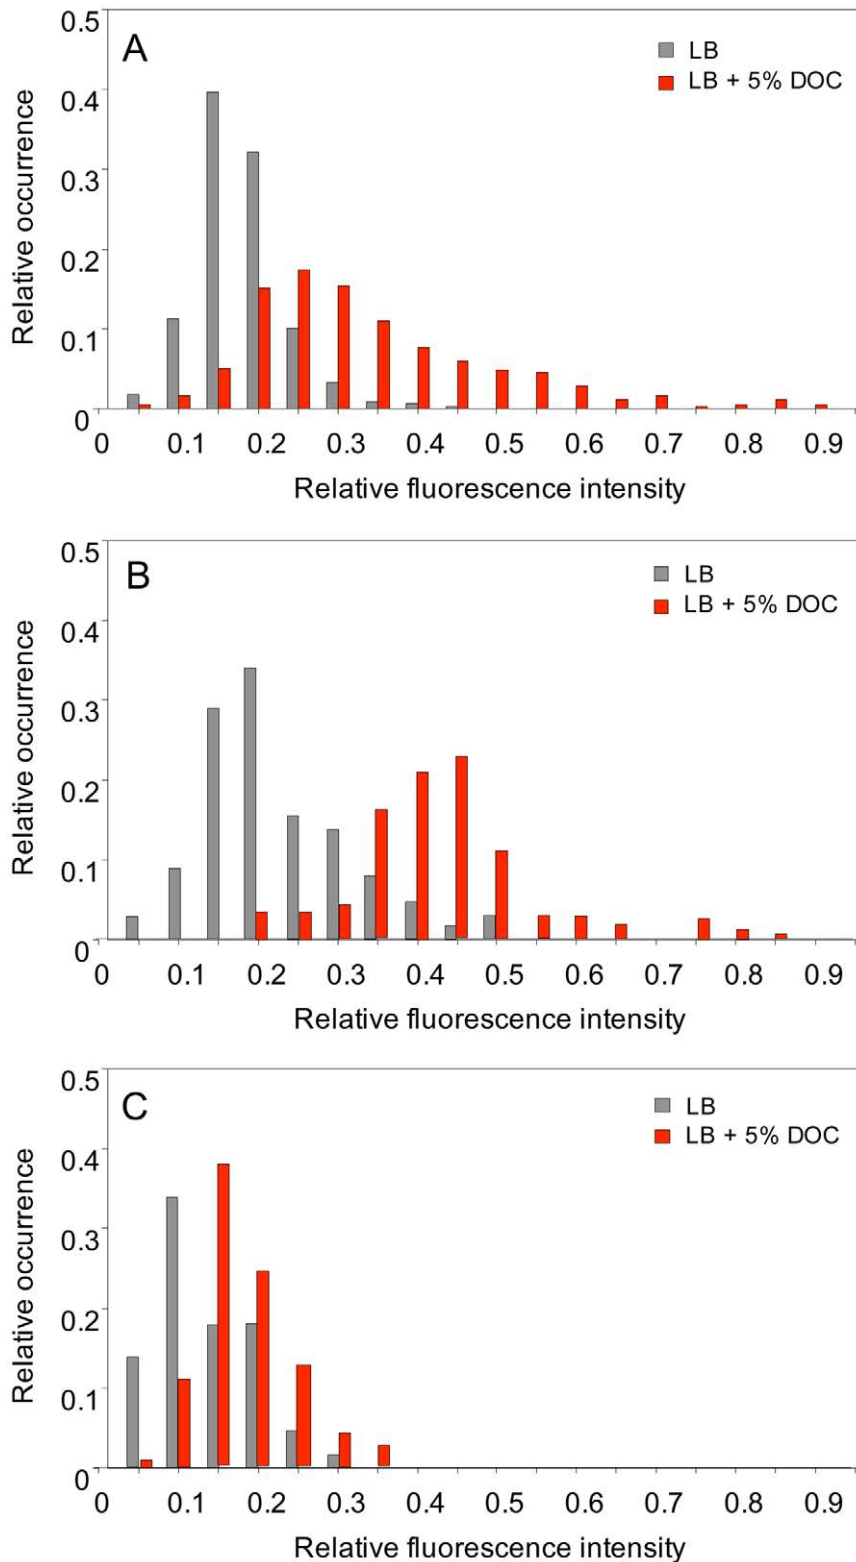 0.5
A
LB
LB + 5% DOC
0.4
0.3
0.2
0.1
0
Relative occurrence
0 0.1 0.2 0.3 0.4 0.5 0.6 0.7 0.8 0.9
Relative fluorescence intensity
0.5
B
LB
LB + 5% DOC
0.4
0.3
0.2
0.1
0
Relative occurrence
0 0.1 0.2 0.3 0.4 0.5 0.6 0.7 0.8 0.9
Relative fluorescence intensity
0.5
C
LB
LB + 5% DOC
0.4
0.3
0.2
0.1
0
Relative occurrence
0 0.1 0.2 0.3 0.4 0.5 0.6 0.7 0.8 0.9
Relative fluorescence intensity